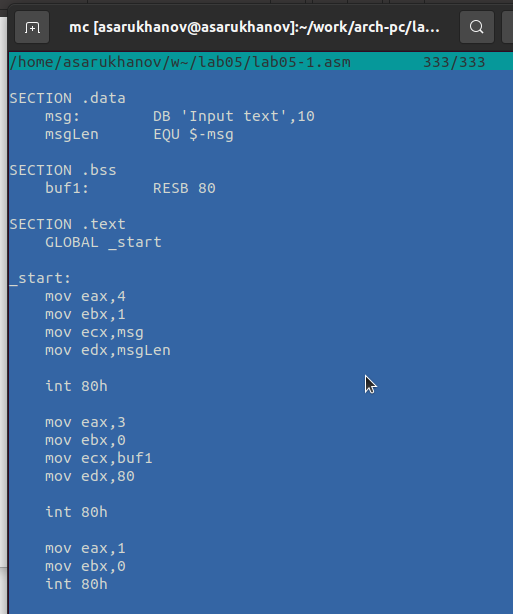 mc [asarukhanov@asarukhanov]:~/work/arch-pc/la...
/home/asarukhanov/w~/lab05/lab05-1.asm 333/333
SECTION .data
msg: DB 'Input text',10
msgLen EQU $-msg
SECTION .bss
buf1: RESB 80
SECTION .text
GLOBAL _start
_start:
mov eax,4
mov ebx,1
mov ecx,msg
mov edx,msgLen
int 80h
mov eax,3
mov ebx,0
mov ecx,buf1
mov edx,80
int 80h
mov eax,1
mov ebx,0
int 80h